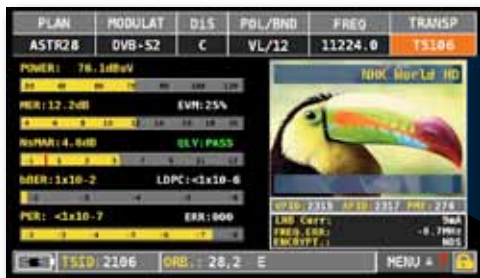 PLAN MODULAT DiS POL/BND FREQ TRANSP
ASTR28 DVB-S2 C VL/12 11224.0 TS106
POWER: 76.1dBuV
NHK World HD
MER:12.2dB EVM:25%
NsMAR:4.8dB QLY:PASS
bBER:1x10-2 LDPC:<1x10-8
PER: <1x10-7 ERR:000
VPID:2313 APID:2317 PMT:274
LNB Curr: 9mA
FREQ.ERR: -0.7MHz
ENCRYPT.: NDS
TSID:2106 ORB.: 28,2 E MENU